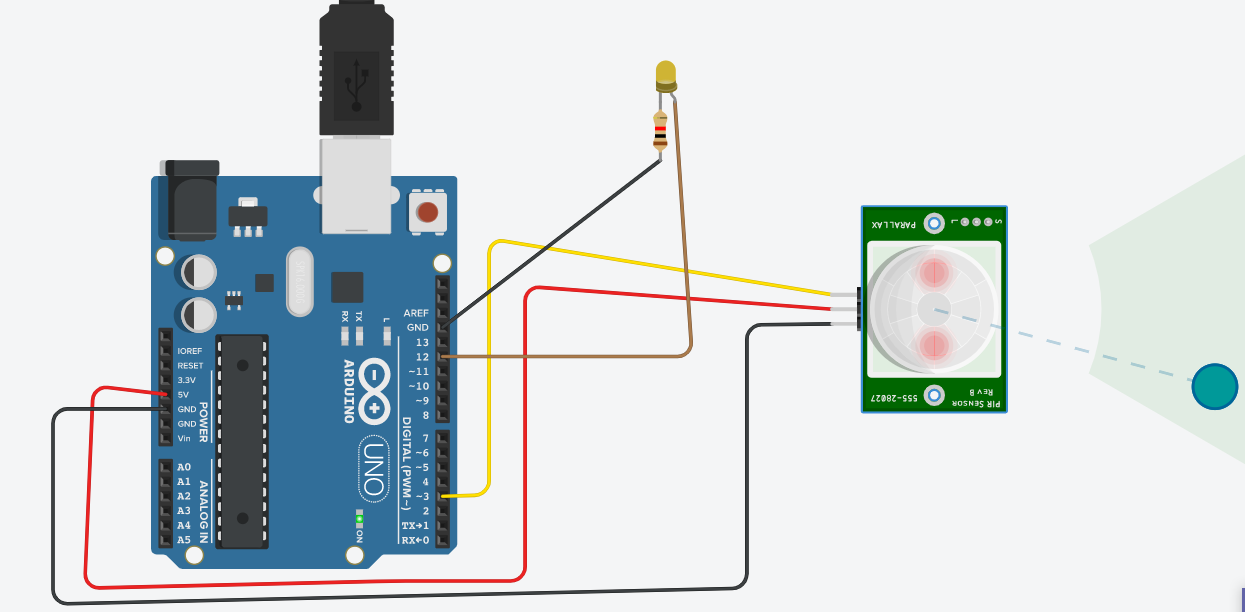 AREF
GND
13
12
~11
~10
~9
8
7
~6
~5
4
~3
2
TX→1
RX←0
DIGITAL (PWM~)
IOREF
RESET
3.3V
5V
GND
GND
Vin
POWER
A0
A1
A2
A3
A4
A5
ANALOG IN
RX
TX
L
ARDUINO
UNO
ON
PARALLAX
L
S
555-28027
PIR SENSOR
REV B